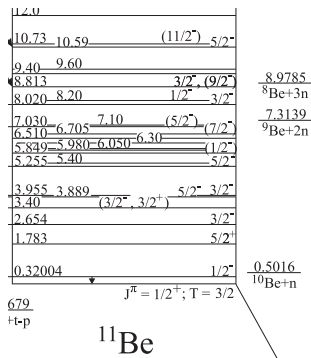 12.0
10.73 10.59 (11/2⁻) 5/2⁻
9.60
9.40
8.813 3/2⁻, (9/2⁻) 8.9785
⁸Be+3n
8.020 8.20 1/2⁻ 3/2⁻
7.3139
⁹Be+2n
7.030 7.10 (5/2⁻)
6.510 6.705 (7/2⁻)
6.30
5.849 5.980 6.050 (1/2⁻)
5.255 5.40 5/2⁻
3.955 3.889 5/2⁻ 3/2⁻
3.40 (3/2⁻, 3/2⁺)
2.654 3/2⁻
1.783 5/2⁺
0.32004 1/2⁻ 0.5016
¹⁰Be+n
Jπ = 1/2⁺; T = 3/2
679
+t-p
¹¹Be